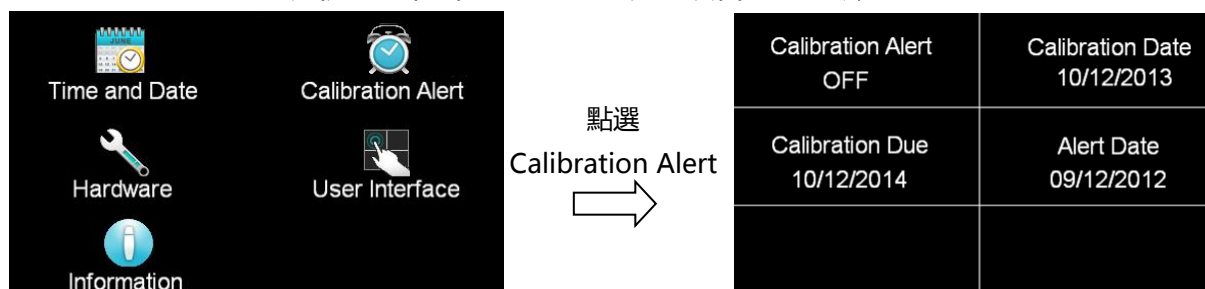 JUNE
Time and Date
Calibration Alert
Hardware
User Interface
Information
點選
Calibration Alert
Calibration Alert
OFF
Calibration Date
10/12/2013
Calibration Due
10/12/2014
Alert Date
09/12/2012